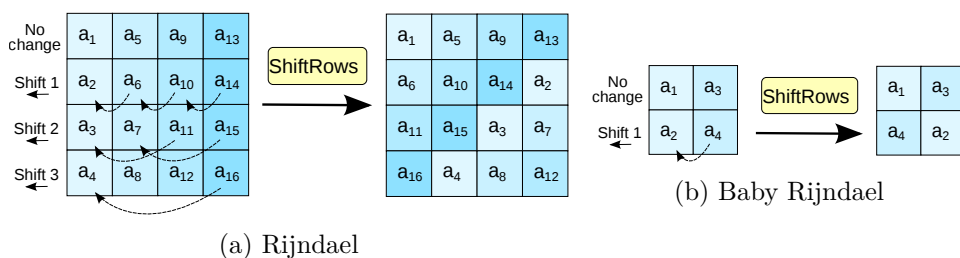 No change a₁ a₅ a₉ a₁₃
Shift 1 a₂ a₆ a₁₀ a₁₄
Shift 2 a₃ a₇ a₁₁ a₁₅
Shift 3 a₄ a₈ a₁₂ a₁₆
ShiftRows
a₁ a₅ a₉ a₁₃
a₆ a₁₀ a₁₄ a₂
a₁₁ a₁₅ a₃ a₇
a₁₆ a₄ a₈ a₁₂
(a) Rijndael
No change a₁ a₃
Shift 1 a₂ a₄
ShiftRows
a₁ a₃
a₄ a₂
(b) Baby Rijndael